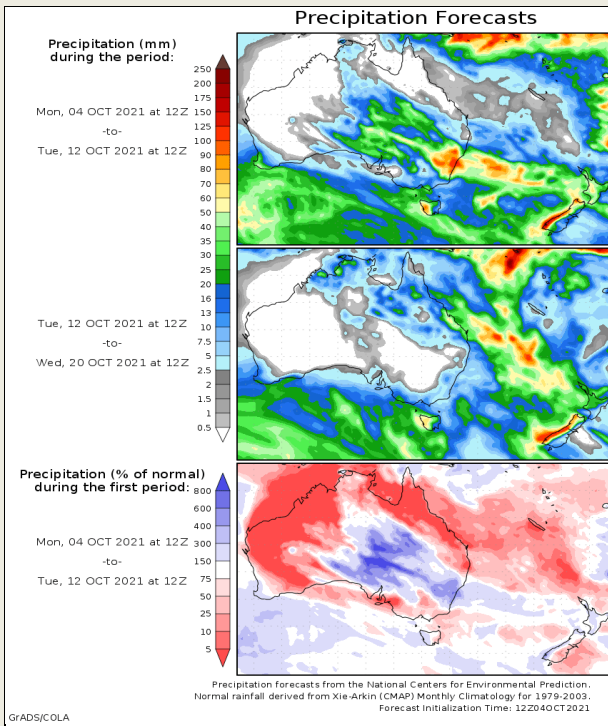 Precipitation Forecasts
Precipitation (mm)
during the period:
Mon, 04 OCT 2021 at 12Z
-to-
Tue, 12 OCT 2021 at 12Z
250
200
175
150
125
100
90
80
70
60
50
40
35
30
25
20
16
13
10
7.5
5
2.5
2
1.5
1
0.5
Tue, 12 OCT 2021 at 12Z
-to-
Wed, 20 OCT 2021 at 12Z
Precipitation (% of normal)
during the first period:
Mon, 04 OCT 2021 at 12Z
-to-
Tue, 12 OCT 2021 at 12Z
800
600
400
300
150
75
50
25
10
5
Precipitation forecasts from the National Centers for Environmental Prediction.
Normal rainfall derived from Xie-Arkin (CMAP) Monthly Climatology for 1979-2003.
Forecast Initialization Time: 12Z04OCT2021
GrADS/COLA